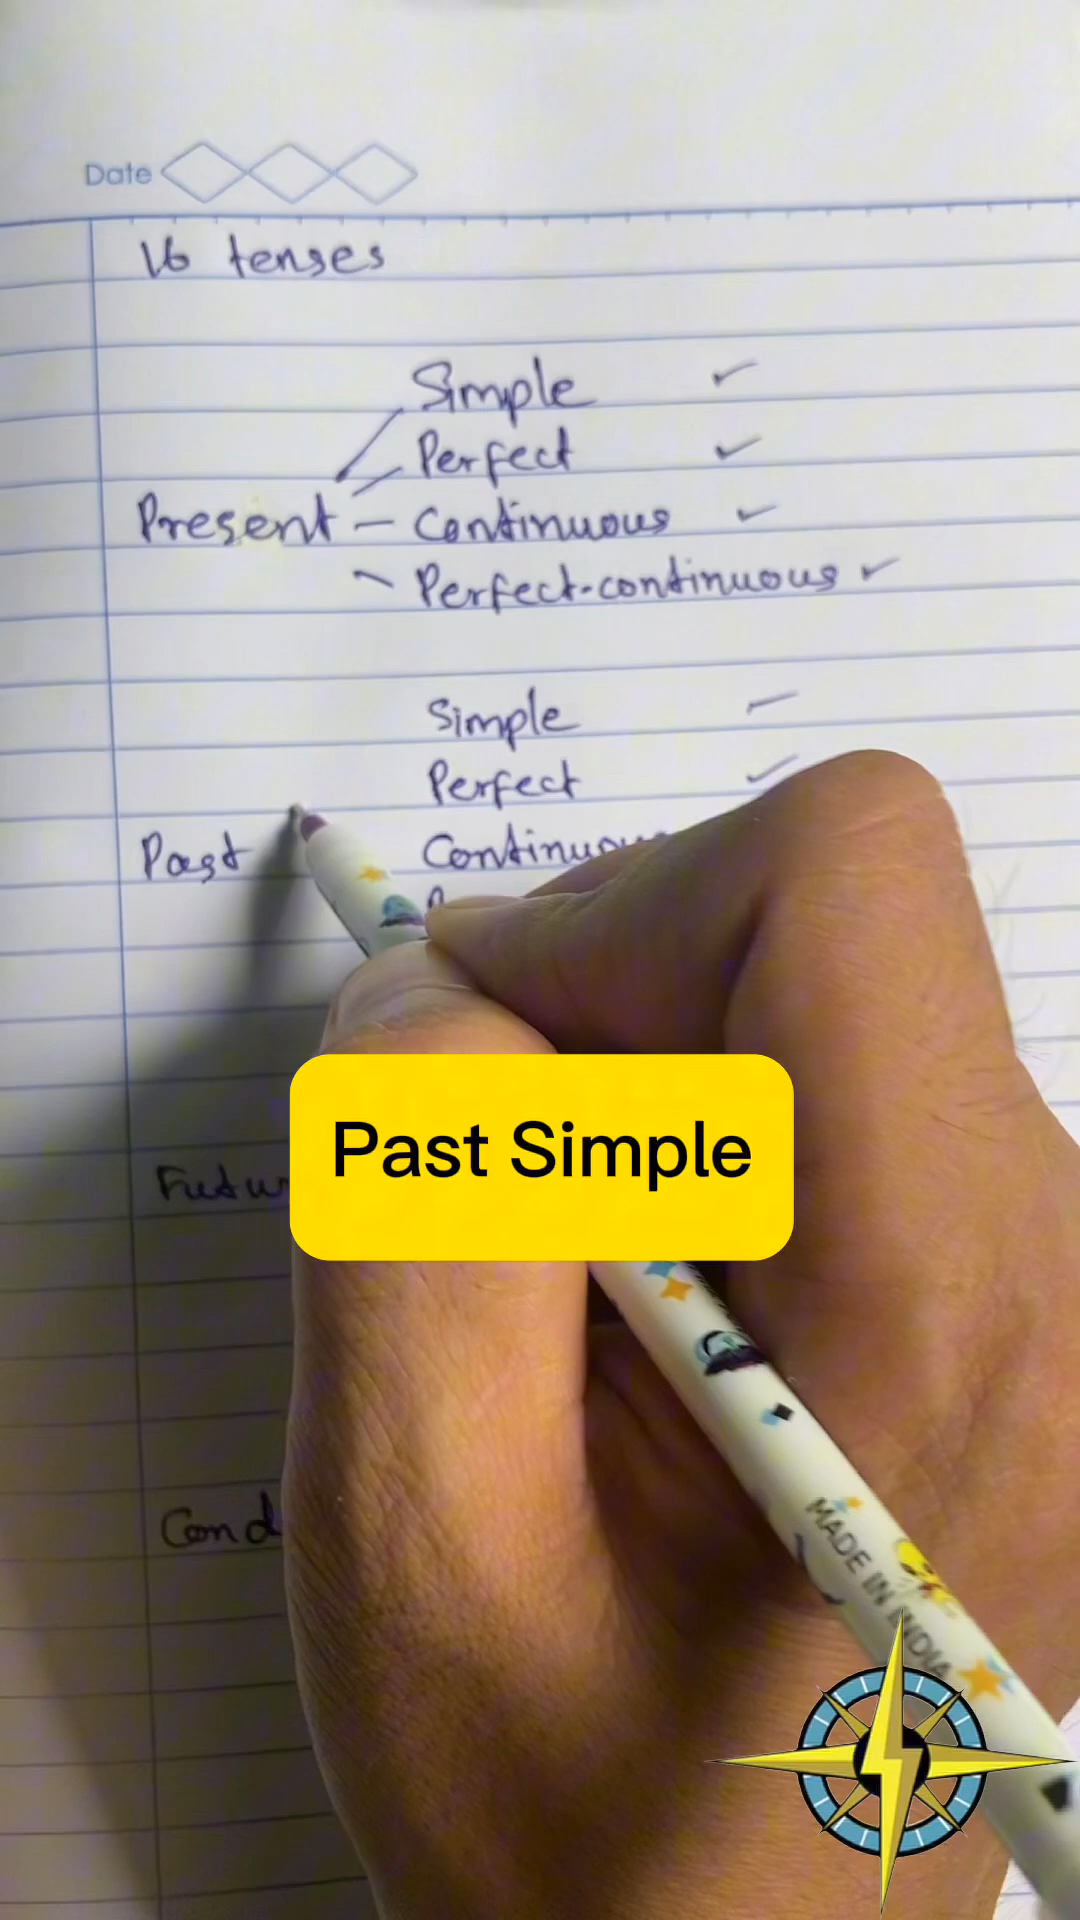 Date
16 tenses
Simple
Perfect
Present
Continuous
Perfect-continuous
Simple
Perfect
Past
Past Simple
MADE IN INDIA